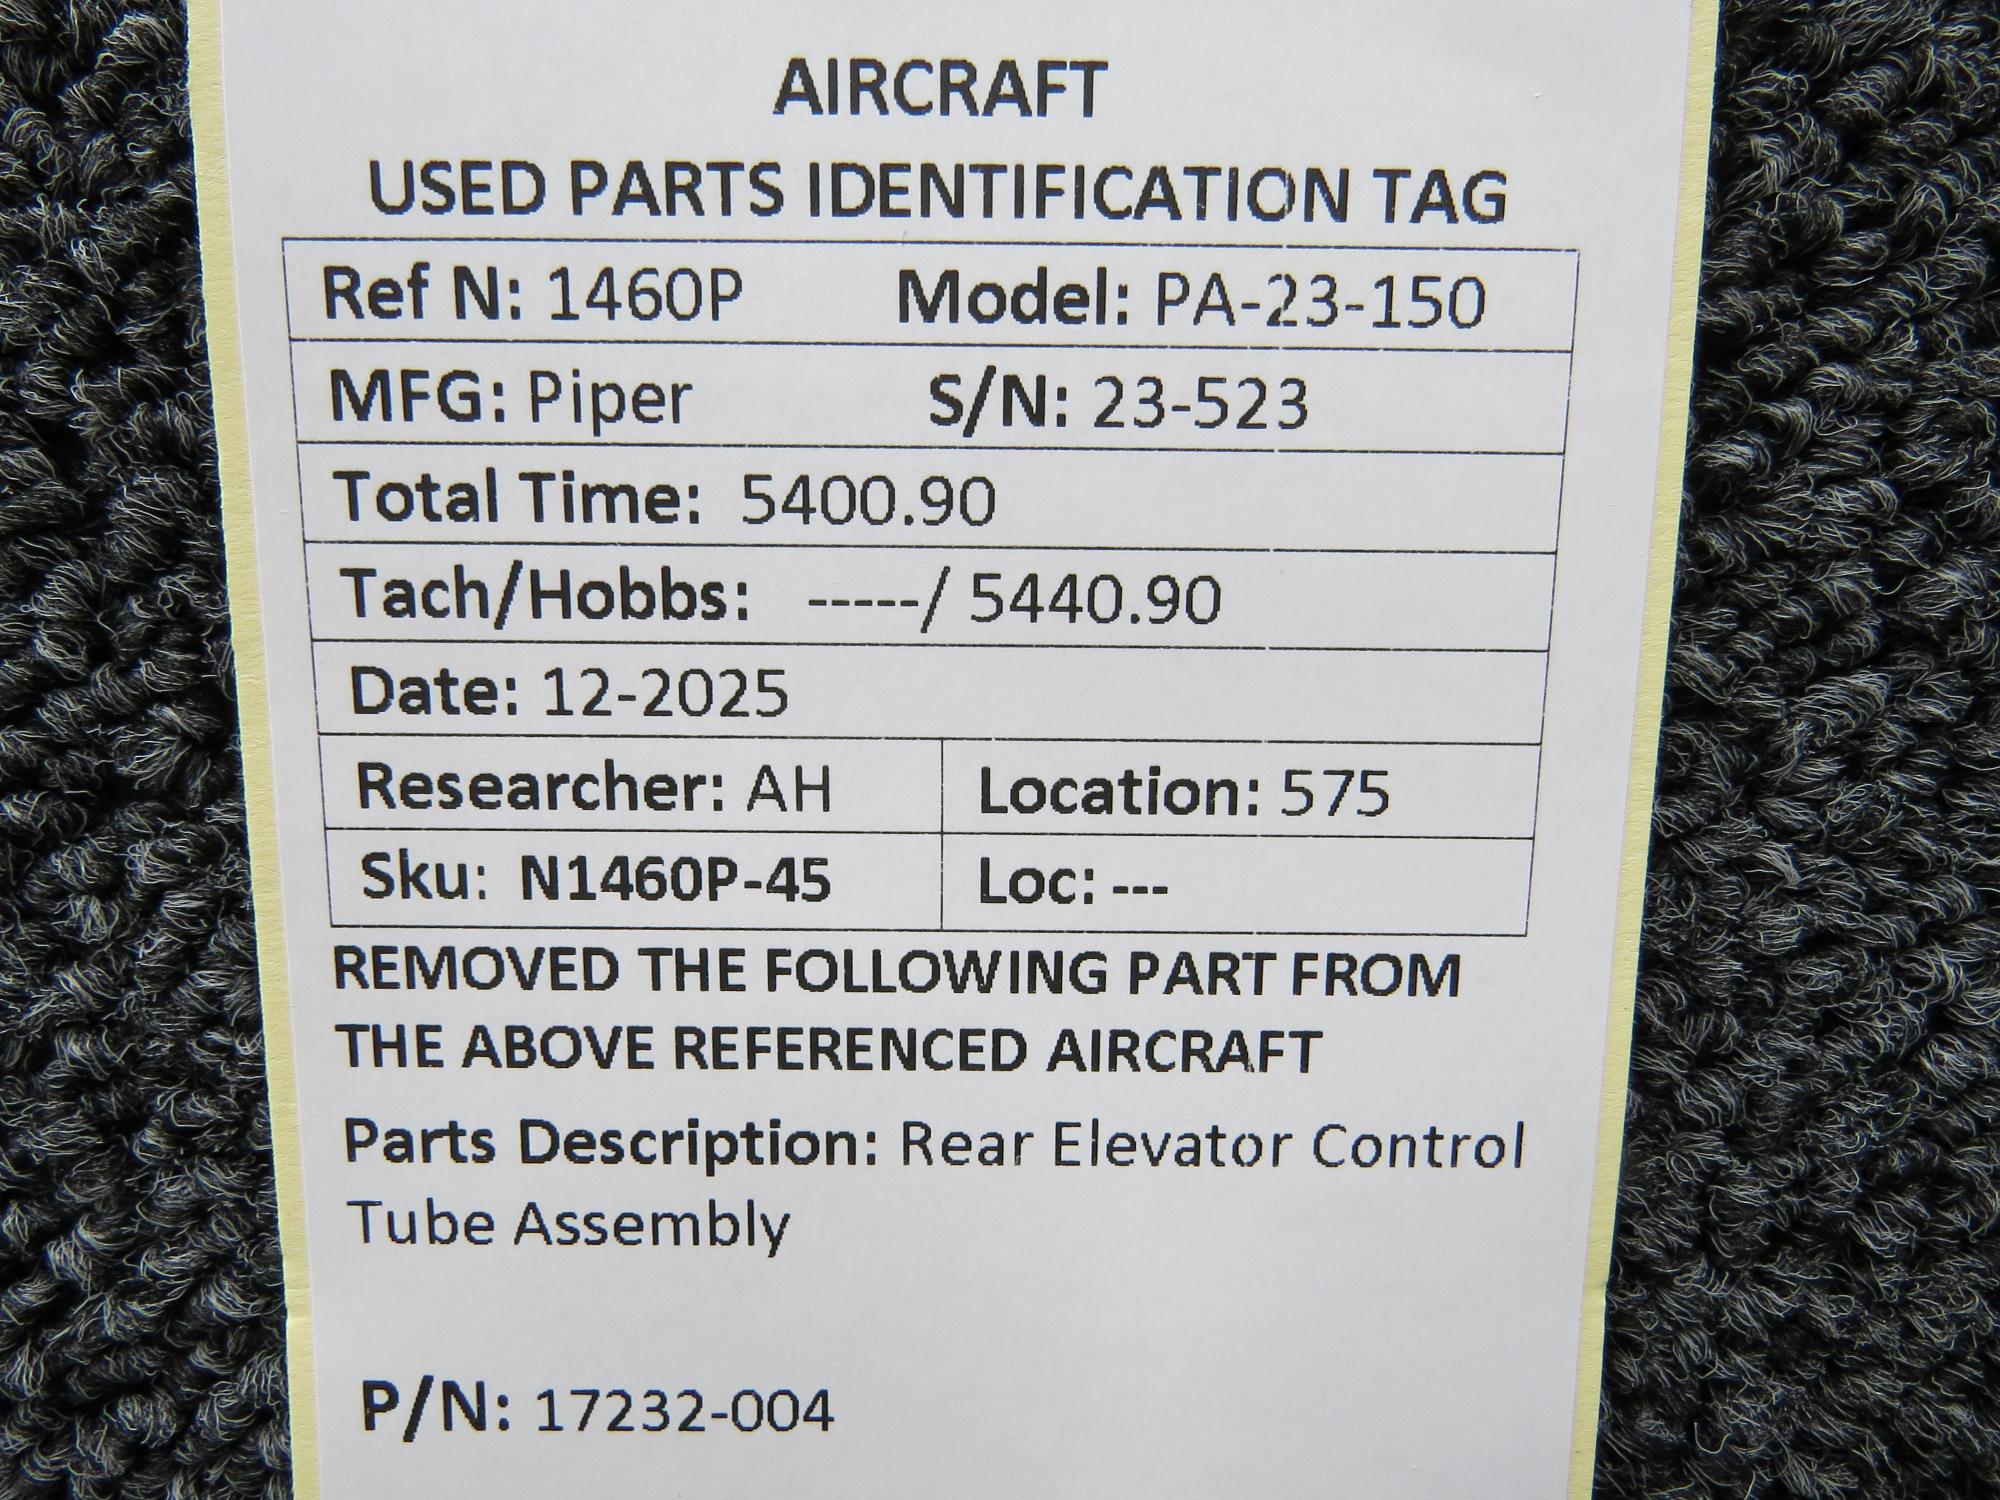 AIRCRAFT
USED PARTS IDENTIFICATION TAG
Ref N: 1460P Model: PA-23-150
MFG: Piper S/N: 23-523
Total Time: 5400.90
Tach/Hobbs: -----/ 5440.90
Date: 12-2025
Researcher: AH Location: 575
Sku: N1460P-45 Loc: ---
REMOVED THE FOLLOWING PART FROM
THE ABOVE REFERENCED AIRCRAFT
Parts Description: Rear Elevator Control
Tube Assembly
P/N: 17232-004